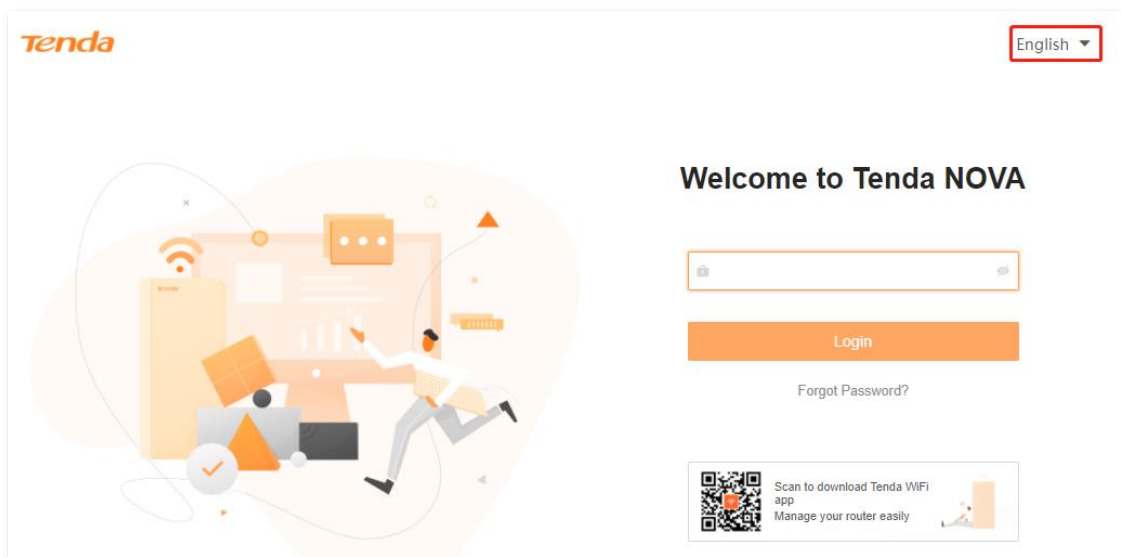 Tenda
English
Welcome to Tenda NOVA
Login
Forgot Password?
Scan to download Tenda WiFi
app
Manage your router easily